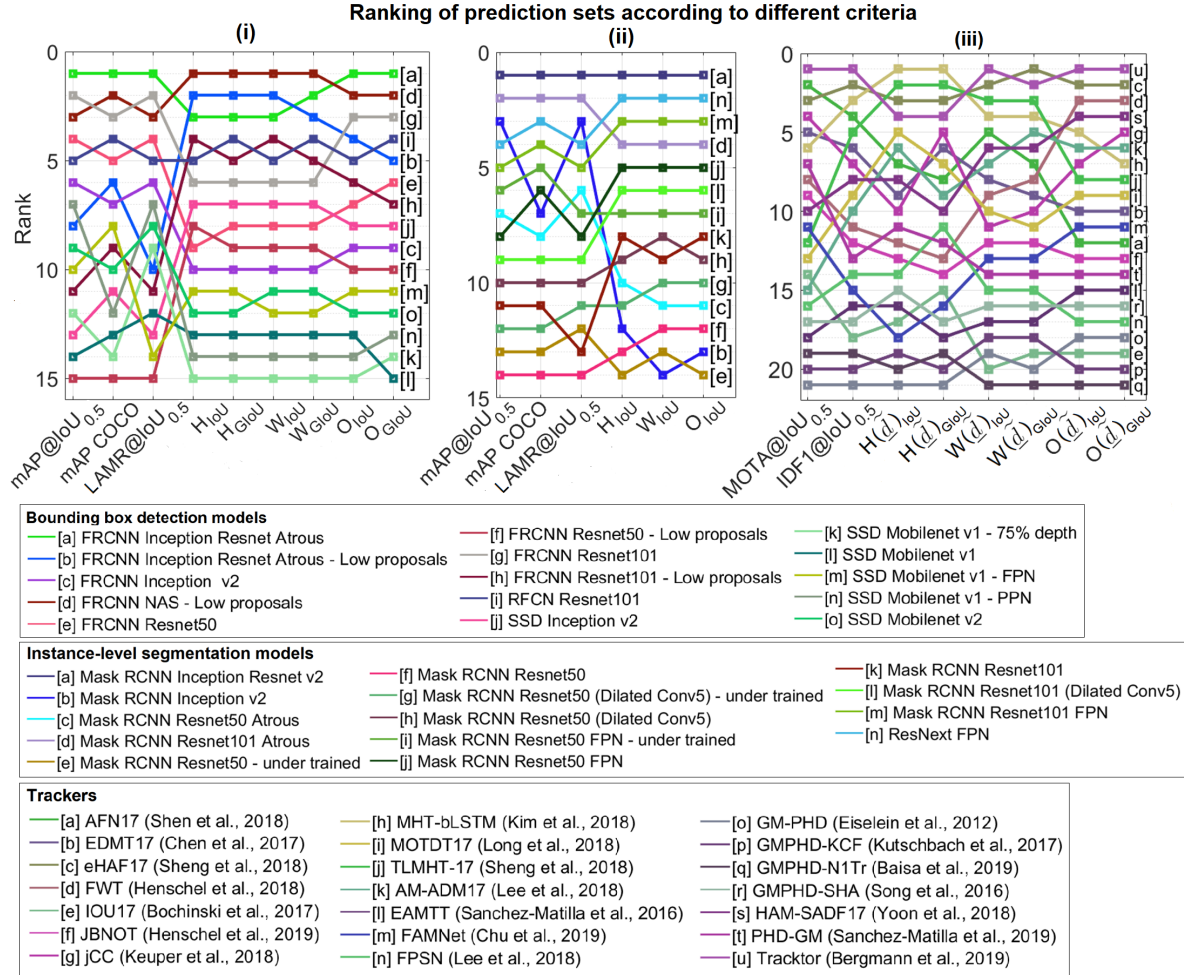 Ranking of prediction sets according to different criteria
(i)
(ii)
(iii)
Rank
0
5
10
15
[a]
[d]
[g]
[i]
[b]
[e]
[h]
[j]
[c]
[f]
[m]
[o]
[n]
[k]
[l]
mAP@IoU 0.5
mAP COCO
LAMR@IoU 0.5
H IoU
H GIoU
W IoU
W GIoU
O IoU
O GIoU
0
5
10
15
[a]
[n]
[m]
[d]
[j]
[l]
[i]
[k]
[h]
[g]
[c]
[f]
[b]
[e]
mAP@IoU 0.5
mAP COCO
LAMR@IoU 0.5
H IoU
W IoU
O IoU
0
5
10
15
20
[u]
[c]
[d]
[s]
[g]
[k]
[h]
[j]
[i]
[b]
[m]
[a]
[f]
[t]
[l]
[r]
[n]
[o]
[e]
[p]
[q]
MOTA@IoU 0.5
IDF1@IoU 0.5
H(d̰̃) IoU
H(d̰̃) GIoU
W(d̰̃) IoU
W(d̰̃) GIoU
O(d̰̃) IoU
O(d̰̃) GIoU
Bounding box detection models
[a] FRCNN Inception Resnet Atrous
[b] FRCNN Inception Resnet Atrous - Low proposals
[c] FRCNN Inception v2
[d] FRCNN NAS - Low proposals
[e] FRCNN Resnet50
[f] FRCNN Resnet50 - Low proposals
[g] FRCNN Resnet101
[h] FRCNN Resnet101 - Low proposals
[i] RFCN Resnet101
[j] SSD Inception v2
[k] SSD Mobilenet v1 - 75% depth
[l] SSD Mobilenet v1
[m] SSD Mobilenet v1 - FPN
[n] SSD Mobilenet v1 - PPN
[o] SSD Mobilenet v2
Instance-level segmentation models
[a] Mask RCNN Inception Resnet v2
[b] Mask RCNN Inception v2
[c] Mask RCNN Resnet50 Atrous
[d] Mask RCNN Resnet101 Atrous
[e] Mask RCNN Resnet50 - under trained
[f] Mask RCNN Resnet50
[g] Mask RCNN Resnet50 (Dilated Conv5) - under trained
[h] Mask RCNN Resnet50 (Dilated Conv5)
[i] Mask RCNN Resnet50 FPN - under trained
[j] Mask RCNN Resnet50 FPN
[k] Mask RCNN Resnet101
[l] Mask RCNN Resnet101 (Dilated Conv5)
[m] Mask RCNN Resnet101 FPN
[n] ResNext FPN
Trackers
[a] AFN17 (Shen et al., 2018)
[b] EDMT17 (Chen et al., 2017)
[c] eHAF17 (Sheng et al., 2018)
[d] FWT (Henschel et al., 2018)
[e] IOU17 (Bochinski et al., 2017)
[f] JBNOT (Henschel et al., 2019)
[g] jCC (Keuper et al., 2018)
[h] MHT-bLSTM (Kim et al., 2018)
[i] MOTDT17 (Long et al., 2018)
[j] TLMHT-17 (Sheng et al., 2018)
[k] AM-ADM17 (Lee et al., 2018)
[l] EAMTT (Sanchez-Matilla et al., 2016)
[m] FAMNet (Chu et al., 2019)
[n] FPSN (Lee et al., 2018)
[o] GM-PHD (Eiselein et al., 2012)
[p] GMPHD-KCF (Kutschbach et al., 2017)
[q] GMPHD-N1Tr (Baisa et al., 2019)
[r] GMPHD-SHA (Song et al., 2016)
[s] HAM-SADF17 (Yoon et al., 2018)
[t] PHD-GM (Sanchez-Matilla et al., 2019)
[u] Tracktor (Bergmann et al., 2019)